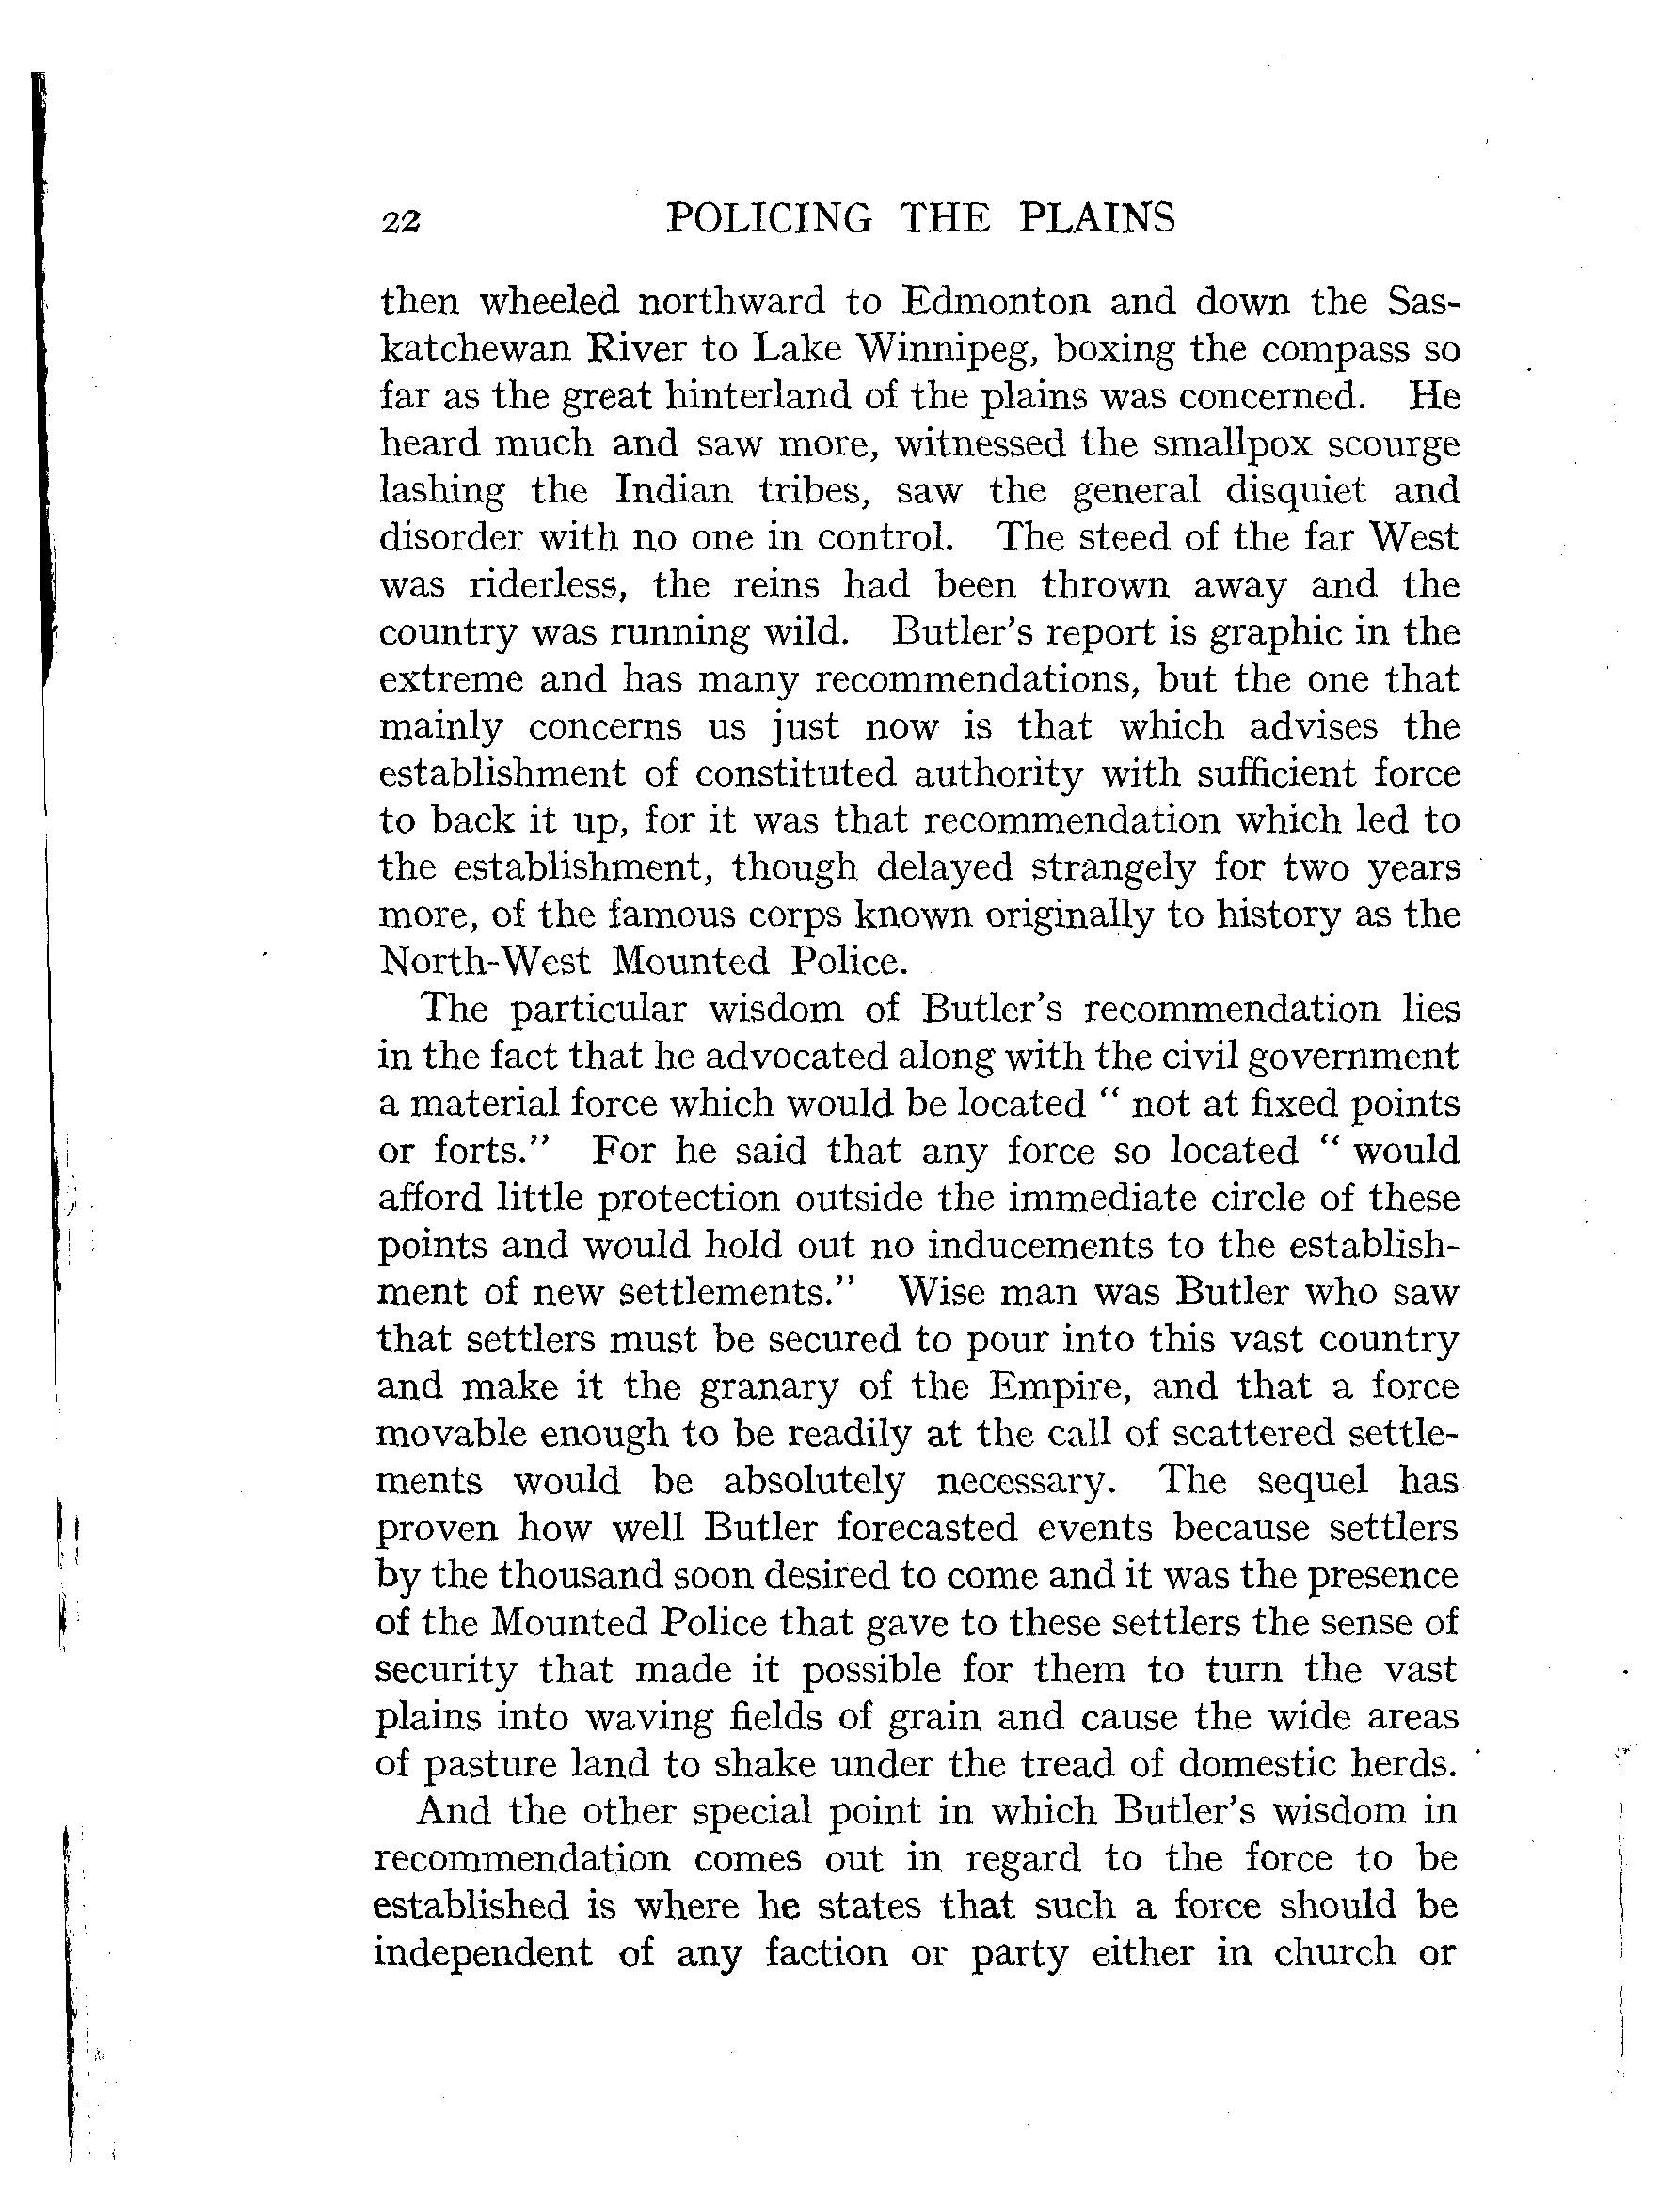 22 POLICING THE PLAINS
then wheeled northward to Edmonton and down the Sas-
katchewan River to Lake Winnipeg, boxing the compass so
far as the great hinterland of the plains was concerned. He
heard much and saw more, witnessed the smallpox scourge
lashing the Indian tribes, saw the general disquiet and
disorder with no one in control. The steed of the far West
was riderless, the reins had been thrown away and the
country was running wild. Butler's report is graphic in the
extreme and has many recommendations, but the one that
mainly concerns us just now is that which advises the
establishment of constituted authority with sufficient force
to back it up, for it was that recommendation which led to
the establishment, though delayed strangely for two years
more, of the famous corps known originally to history as the
North-West Mounted Police.
The particular wisdom of Butler's recommendation lies
in the fact that he advocated along with the civil government
a material force which would be located " not at fixed points
or forts." For he said that any force so located " would
afford little protection outside the immediate circle of these
points and would hold out no inducements to the establish-
ment of new settlements." Wise man was Butler who saw
that settlers must be secured to pour into this vast country
and make it the granary of the Empire, and that a force
movable enough to be readily at the call of scattered settle-
ments would be absolutely necessary. The sequel has
proven how well Butler forecasted events because settlers
by the thousand soon desired to come and it was the presence
of the Mounted Police that gave to these settlers the sense of
security that made it possible for them to turn the vast
plains into waving fields of grain and cause the wide areas
of pasture land to shake under the tread of domestic herds.
And the other special point in which Butler's wisdom in
recommendation comes out in regard to the force to be
established is where he states that such a force should be
independent of any faction or party either in church or